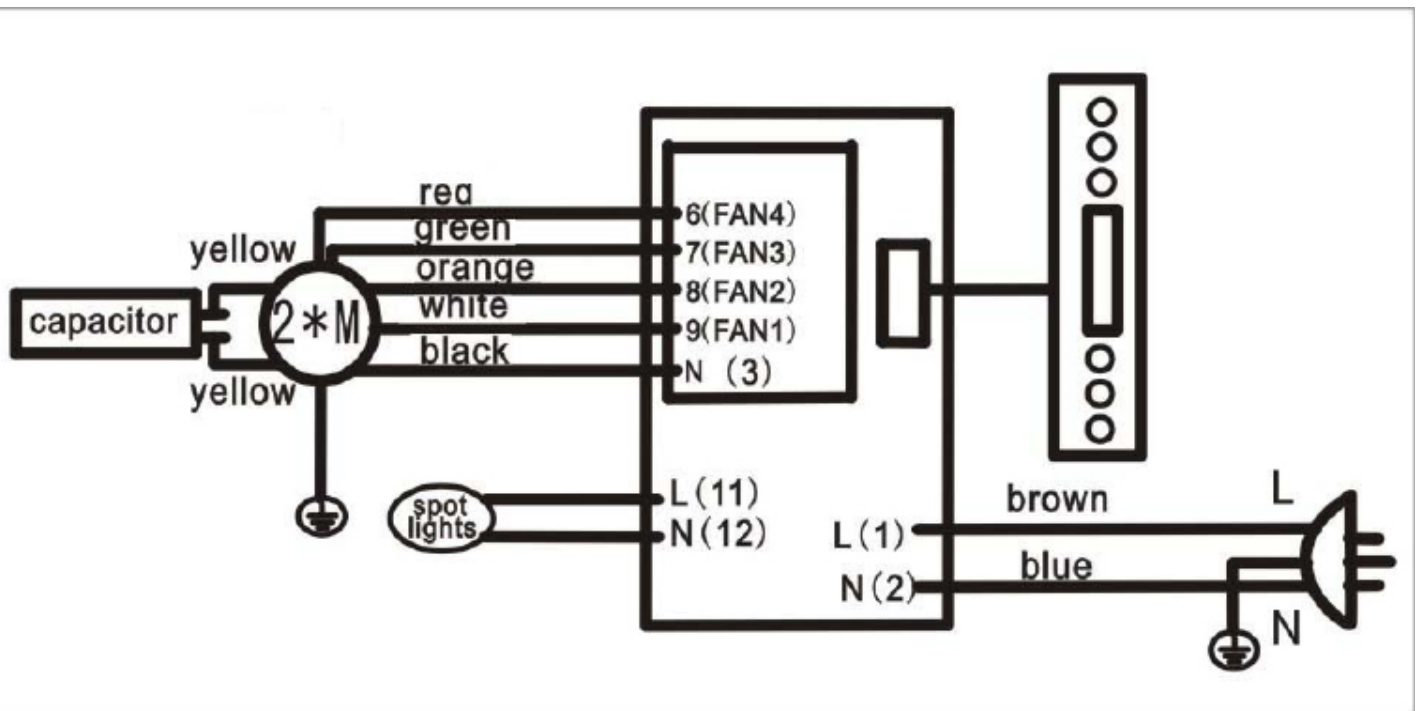 red
green
yellow
orange
white
black
yellow
capacitor
2*M
6(FAN4)
7(FAN3)
8(FAN2)
9(FAN1)
N (3)
spot
lights
L(11)
N(12)
L(1)
N(2)
brown
blue
L
N